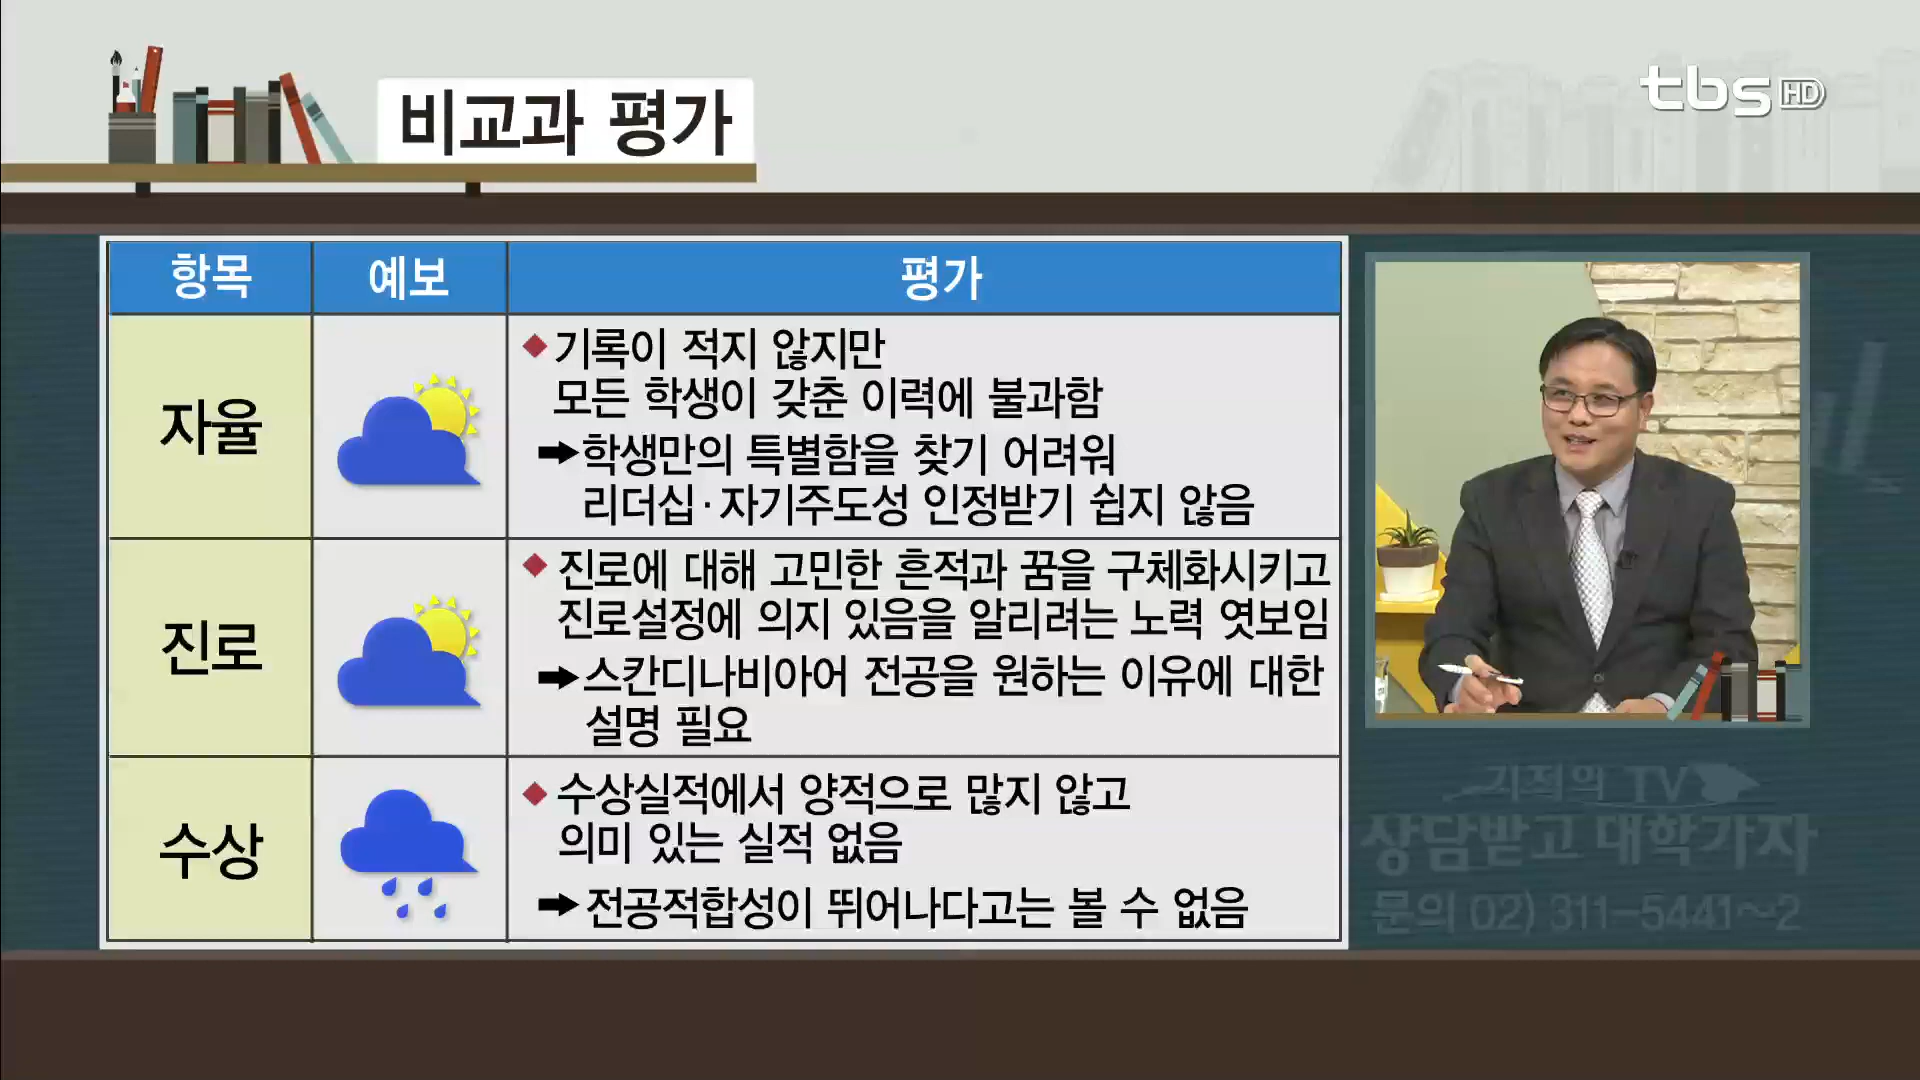 비교과 평가
tbs HD
항목 예보 평가
자율
◆ 기록이 적지 않지만
모든 학생이 갖춘 이력에 불과함
➡ 학생만의 특별함을 찾기 어려워
리더십·자기주도성 인정받기 쉽지 않음
진로
◆ 진로에 대해 고민한 흔적과 꿈을 구체화시키고
진로설정에 의지 있음을 알리려는 노력 엿보임
➡ 스칸디나비아어 전공을 원하는 이유에 대한
설명 필요
수상
◆ 수상실적에서 양적으로 많지 않고
의미 있는 실적 없음
➡ 전공적합성이 뛰어나다고는 볼 수 없음
기적의 TV
상담받고 대학가자
문의 02) 311-5441~2